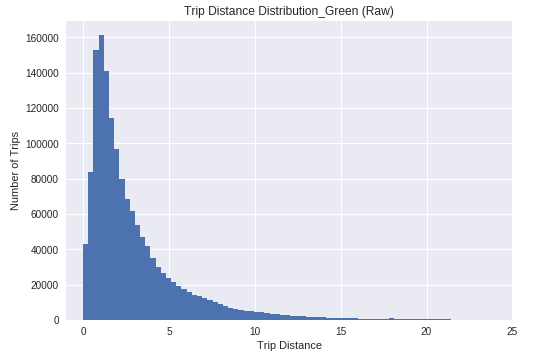 Trip Distance Distribution_Green (Raw)
160000
140000
120000
100000
80000
60000
40000
20000
0
Number of Trips
0 5 10 15 20 25
Trip Distance